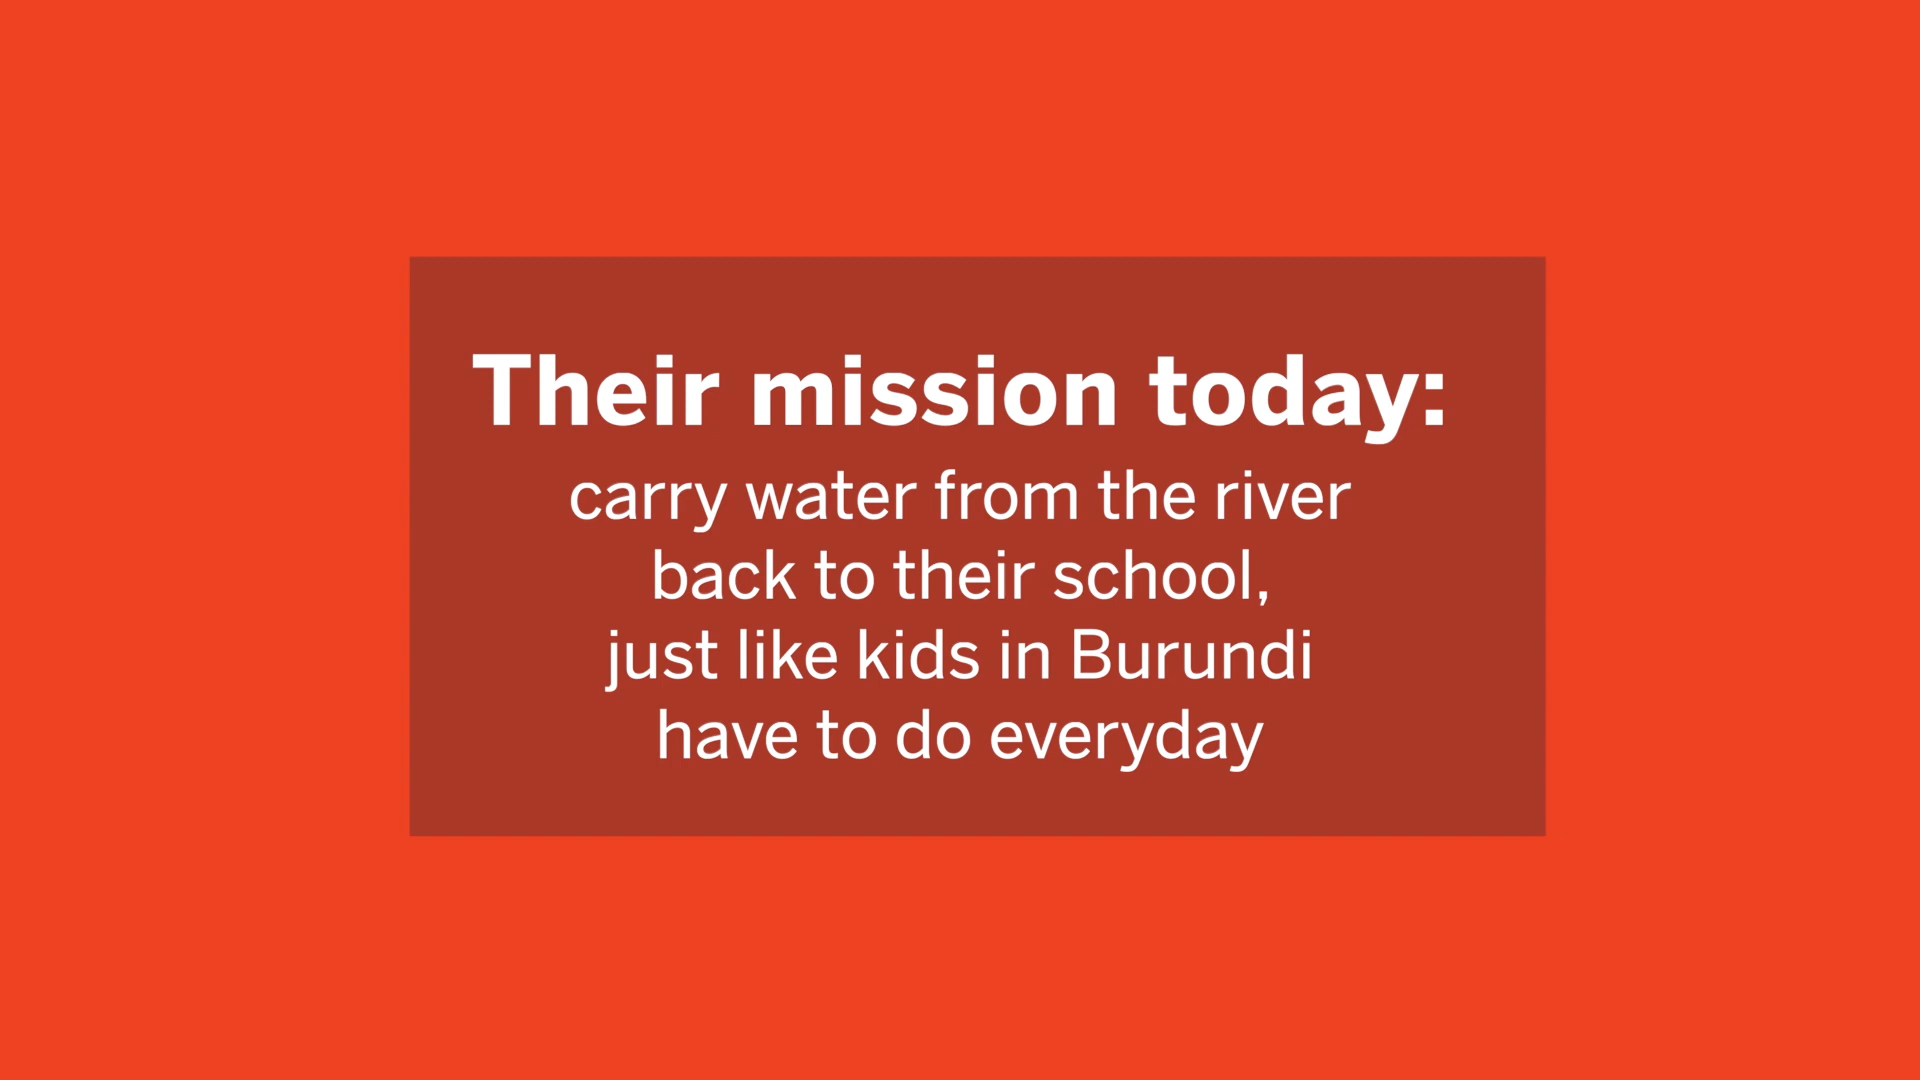 Their mission today:
carry water from the river
back to their school,
just like kids in Burundi
have to do everyday